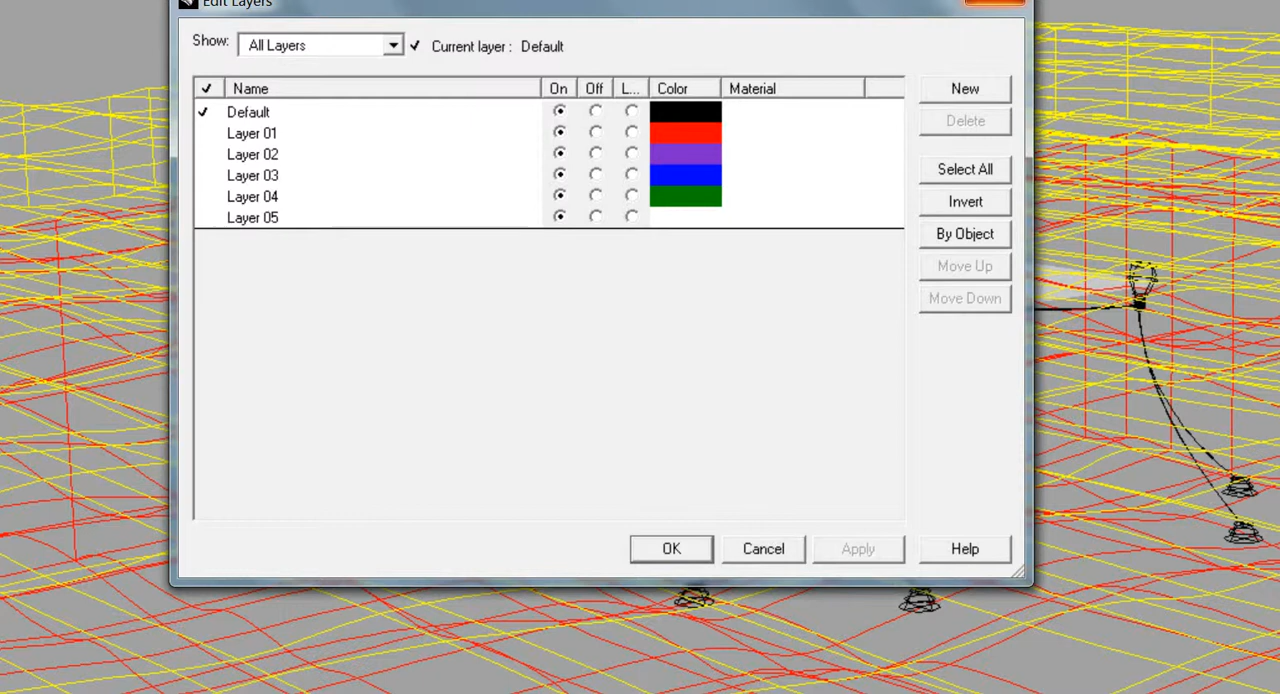 Edit Layers
Show: All Layers ✓ Current layer : Default
✓ Name On Off L... Color Material
✓ Default
Layer 01
Layer 02
Layer 03
Layer 04
Layer 05
New
Delete
Select All
Invert
By Object
Move Up
Move Down
OK Cancel Apply Help